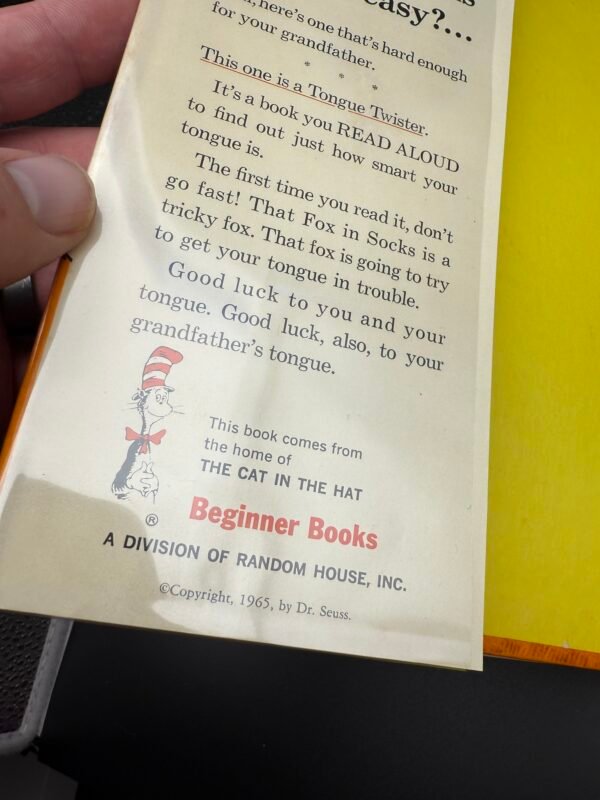 easy?...
here's one that's hard enough
for your grandfather.
* * *
This one is a Tongue Twister.
It's a book you READ ALOUD
to find out just how smart your
tongue is.
The first time you read it, don't
go fast! That Fox in Socks is a
tricky fox. That fox is going to try
to get your tongue in trouble.
Good luck to you and your
tongue. Good luck, also, to your
grandfather's tongue.
This book comes from
the home of
THE CAT IN THE HAT
®
Beginner Books
A DIVISION OF RANDOM HOUSE, INC.
©Copyright, 1965, by Dr. Seuss.